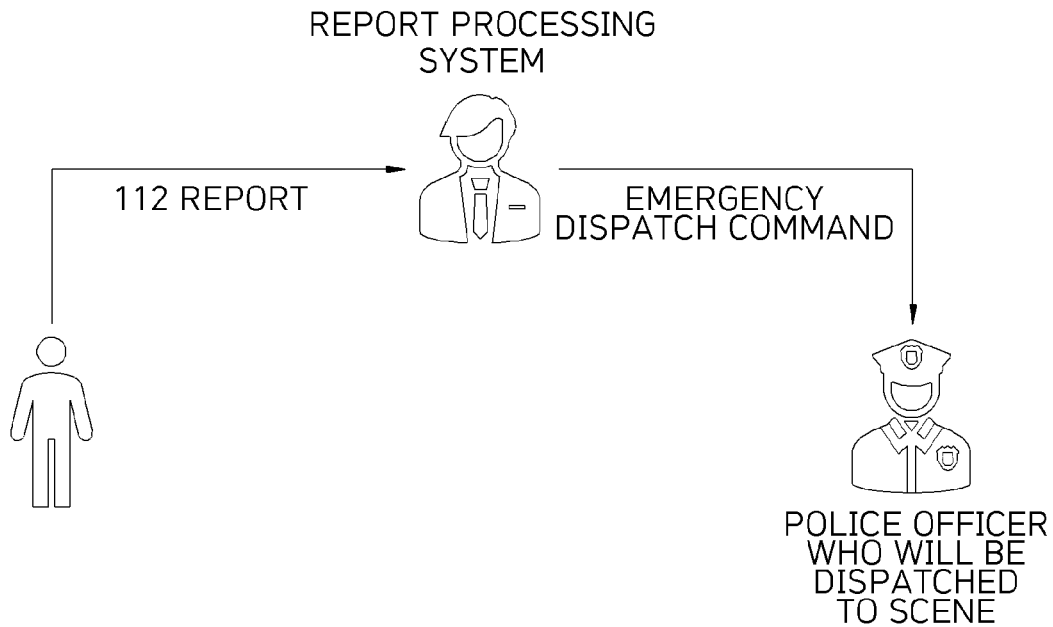 REPORT PROCESSING
SYSTEM
112 REPORT
EMERGENCY
DISPATCH COMMAND
POLICE OFFICER
WHO WILL BE
DISPATCHED
TO SCENE